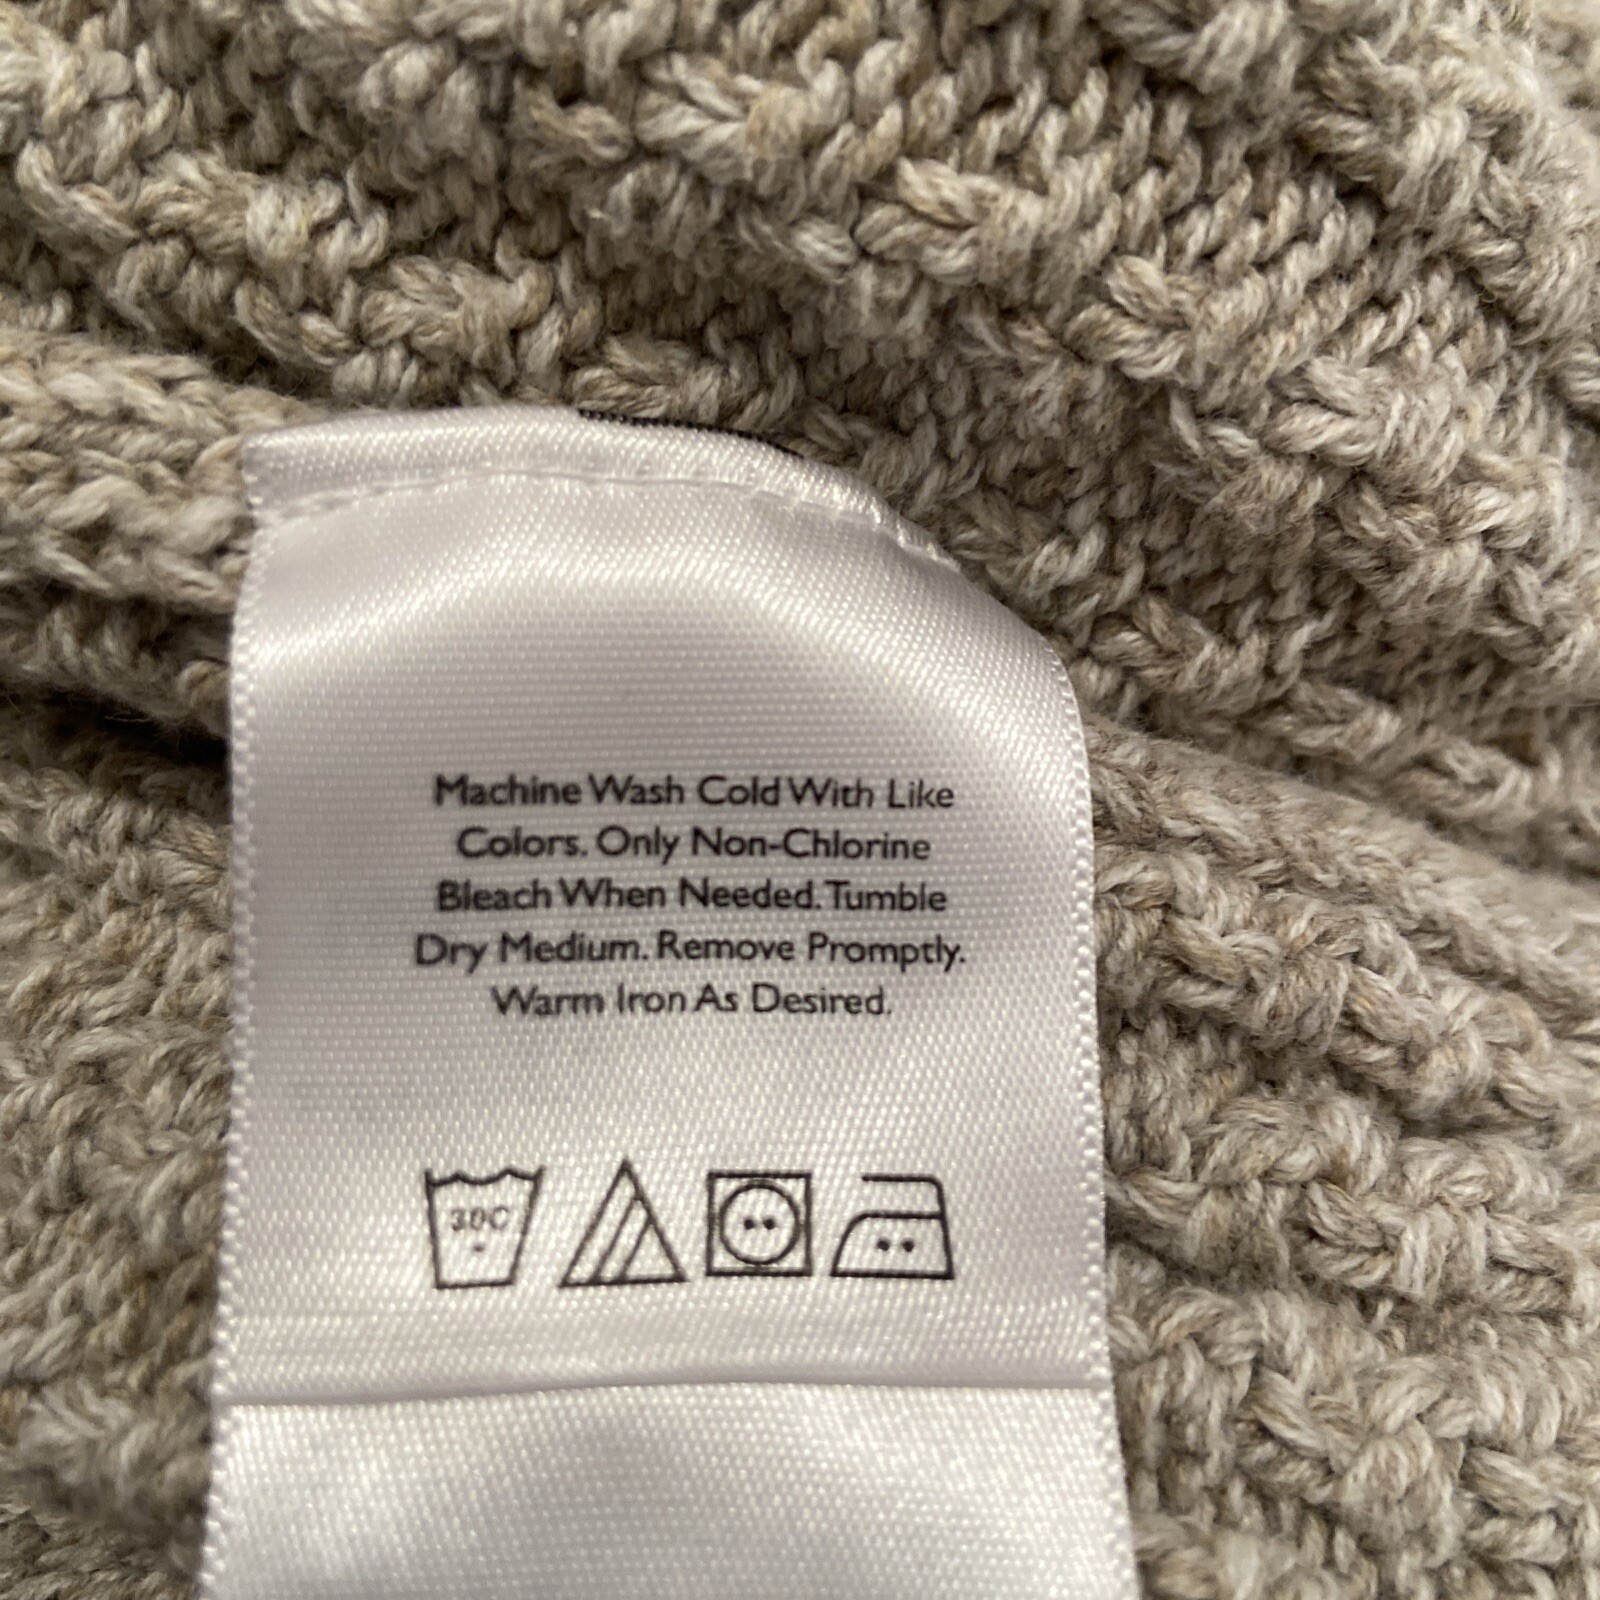 Machine Wash Cold With Like
Colors. Only Non-Chlorine
Bleach When Needed. Tumble
Dry Medium. Remove Promptly.
Warm Iron As Desired.
30C